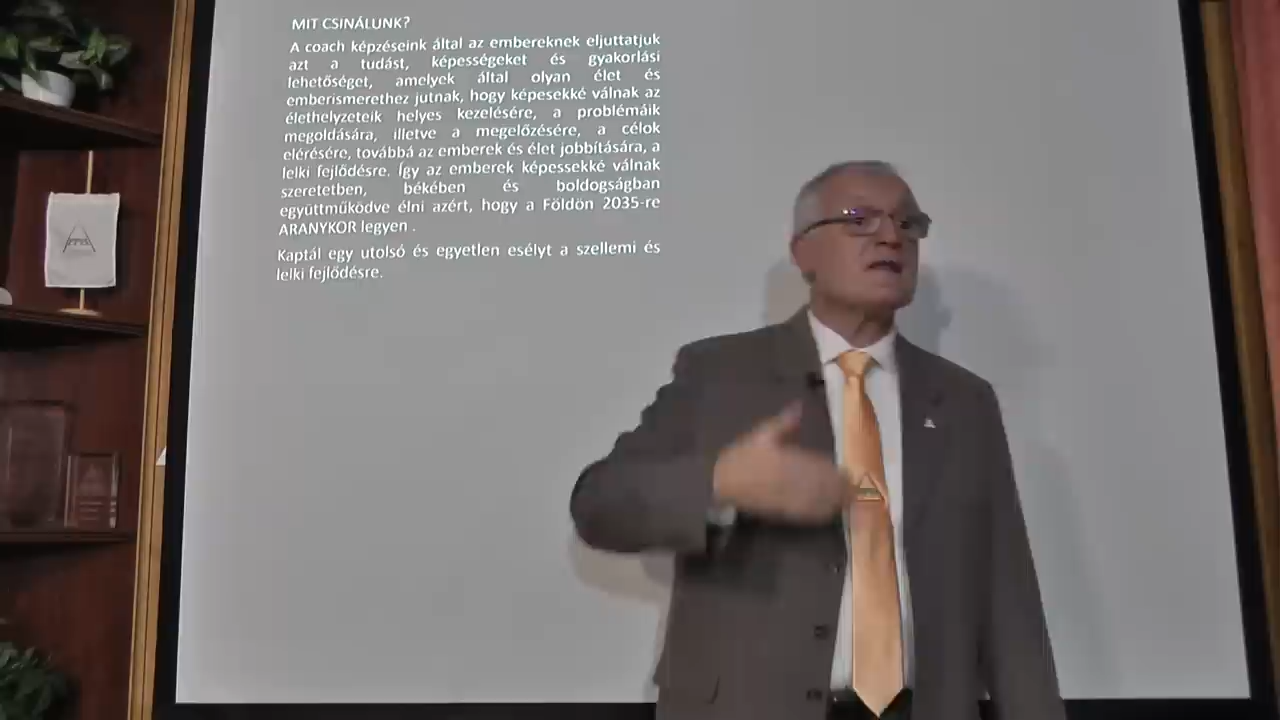 MIT CSINÁLUNK?
A coach képzéseink által az embereknek eljuttatjuk
azt a tudást, képességeket és gyakorlási
lehetőséget, amelyek által olyan élet és
emberismerethez jutnak, hogy képesekké válnak az
élethelyzeteik helyes kezelésére, a problémáik
megoldására, illetve a megelőzésére, a célok
elérésére, továbbá az emberek és élet jobbítására, a
lelki fejlődésre. Így az emberek képessekké válnak
szeretetben, békében és boldogságban
együttműködve élni azért, hogy a Földön 2035-re
ARANYKOR legyen .
Kaptál egy utolsó és egyetlen esélyt a szellemi és
lelki fejlődésre.